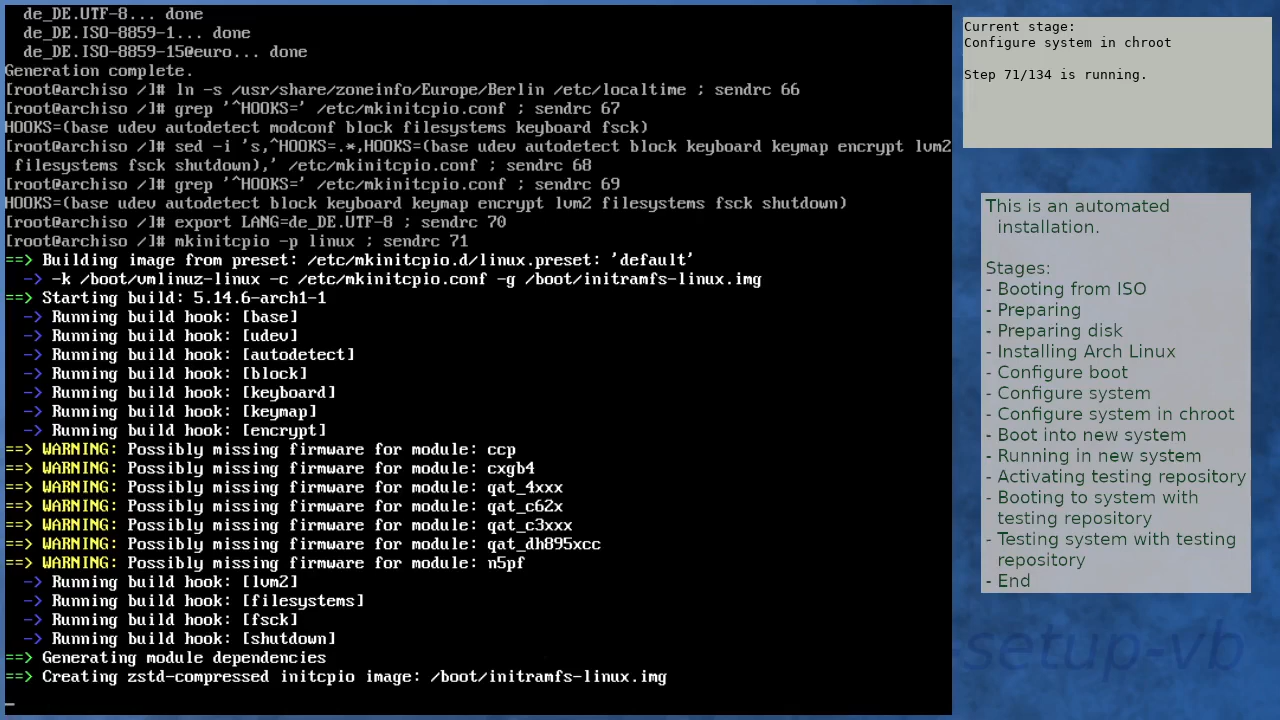 de_DE.UTF-8... done
de_DE.ISO-8859-1... done
de_DE.ISO-8859-15@euro... done
Generation complete.
[root@archiso /]# ln -s /usr/share/zoneinfo/Europe/Berlin /etc/localtime ; sendrc 66
[root@archiso /]# grep '^HOOKS=' /etc/mkinitcpio.conf ; sendrc 67
HOOKS=(base udev autodetect modconf block filesystems keyboard fsck)
[root@archiso /]# sed -i 's,^HOOKS=.*,HOOKS=(base udev autodetect block keyboard keymap encrypt lvm2
 filesystems fsck shutdown),' /etc/mkinitcpio.conf ; sendrc 68
[root@archiso /]# grep '^HOOKS=' /etc/mkinitcpio.conf ; sendrc 69
HOOKS=(base udev autodetect block keyboard keymap encrypt lvm2 filesystems fsck shutdown)
[root@archiso /]# export LANG=de_DE.UTF-8 ; sendrc 70
[root@archiso /]# mkinitcpio -p linux ; sendrc 71
==> Building image from preset: /etc/mkinitcpio.d/linux.preset: 'default'
  -> -k /boot/vmlinuz-linux -c /etc/mkinitcpio.conf -g /boot/initramfs-linux.img
==> Starting build: 5.14.6-arch1-1
  -> Running build hook: [base]
  -> Running build hook: [udev]
  -> Running build hook: [autodetect]
  -> Running build hook: [block]
  -> Running build hook: [keyboard]
  -> Running build hook: [keymap]
  -> Running build hook: [encrypt]
==> WARNING: Possibly missing firmware for module: ccp
==> WARNING: Possibly missing firmware for module: cxgb4
==> WARNING: Possibly missing firmware for module: qat_4xxx
==> WARNING: Possibly missing firmware for module: qat_c62x
==> WARNING: Possibly missing firmware for module: qat_c3xxx
==> WARNING: Possibly missing firmware for module: qat_dh895xcc
==> WARNING: Possibly missing firmware for module: n5pf
  -> Running build hook: [lvm2]
  -> Running build hook: [filesystems]
  -> Running build hook: [fsck]
  -> Running build hook: [shutdown]
==> Generating module dependencies
==> Creating zstd-compressed initcpio image: /boot/initramfs-linux.img
Current stage:
Configure system in chroot
Step 71/134 is running.
This is an automated
installation.
Stages:
- Booting from ISO
- Preparing
- Preparing disk
- Installing Arch Linux
- Configure boot
- Configure system
- Configure system in chroot
- Boot into new system
- Running in new system
- Activating testing repository
- Booting to system with
testing repository
- Testing system with testing
repository
- End
setup-vb